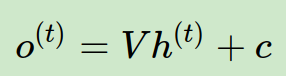 o^{(t)} = Vh^{(t)} + c